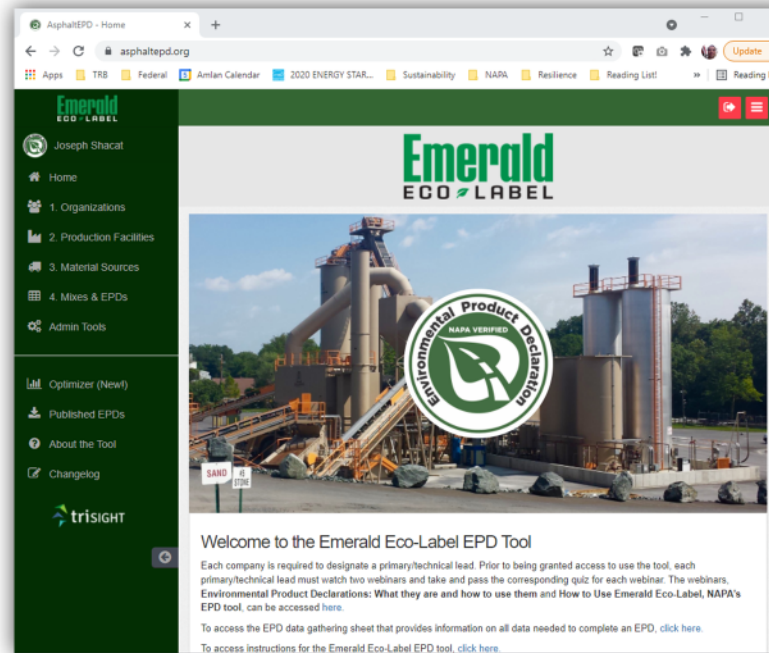 AsphaltEPD - Home
asphaltepd.org
Update
Apps TRB Federal Amlan Calendar 2020 ENERGY STAR... Sustainability NAPA Resilience Reading List! » Reading
Emerald
ECO LABEL
Joseph Shacat
Home
1. Organizations
2. Production Facilities
3. Material Sources
4. Mixes & EPDs
Admin Tools
Optimizer (New!)
Published EPDs
About the Tool
Changelog
trisight
Emerald
ECO LABEL
Environmental Product Declaration
NAPA VERIFIED
SAND
STONE
Welcome to the Emerald Eco-Label EPD Tool
Each company is required to designate a primary/technical lead. Prior to being granted access to use the tool, each
primary/technical lead must watch two webinars and take and pass the corresponding quiz for each webinar. The webinars,
Environmental Product Declarations: What they are and how to use them and How to Use Emerald Eco-Label, NAPA's
EPD tool, can be accessed here.
To access the EPD data gathering sheet that provides information on all data needed to complete an EPD, click here.
To access instructions for the Emerald Eco-Label EPD tool, click here.